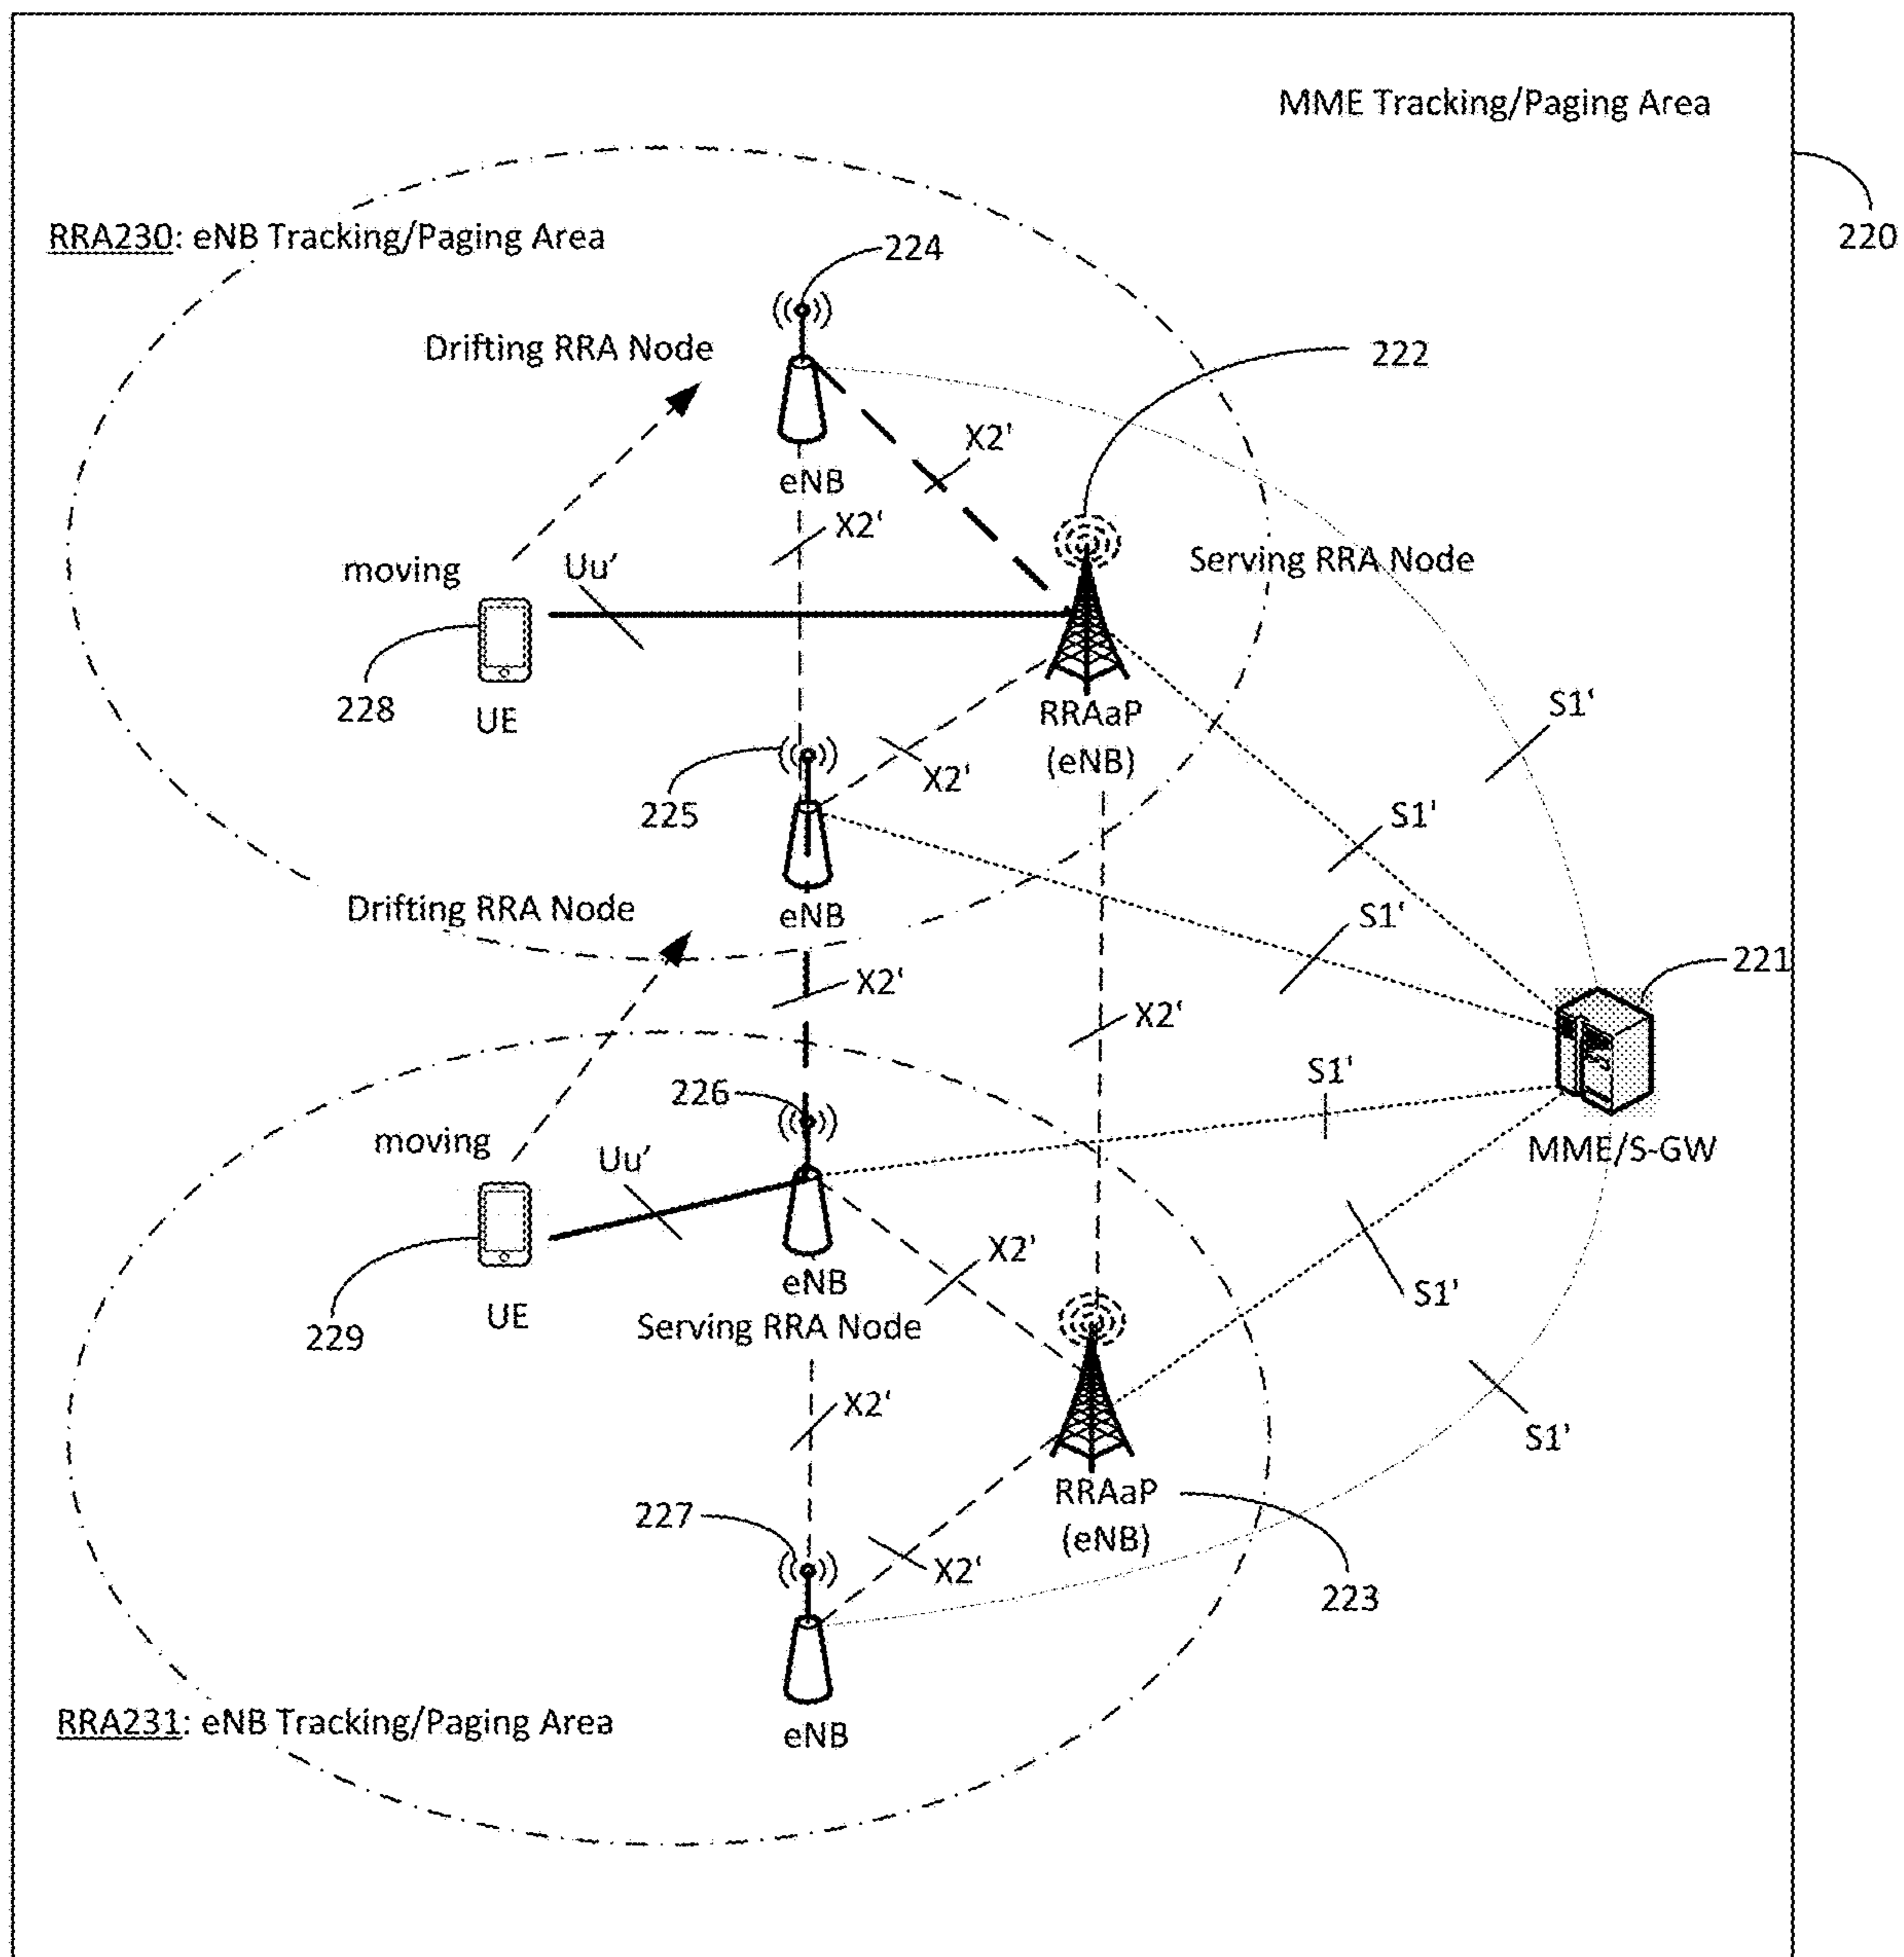 MME Tracking/Paging Area
220
RRA230: eNB Tracking/Paging Area
224
Drifting RRA Node
222
X2'
eNB
X2'
Serving RRA Node
moving
Uu'
228
UE
RRAaP
(eNB)
S1'
X2'
225
S1'
Drifting RRA Node
eNB
S1'
221
X2'
X2'
S1'
226
MME/S-GW
moving
Uu'
X2'
eNB
S1'
229
UE
Serving RRA Node
X2'
S1'
RRAaP
(eNB)
227
X2'
223
RRA231: eNB Tracking/Paging Area
eNB